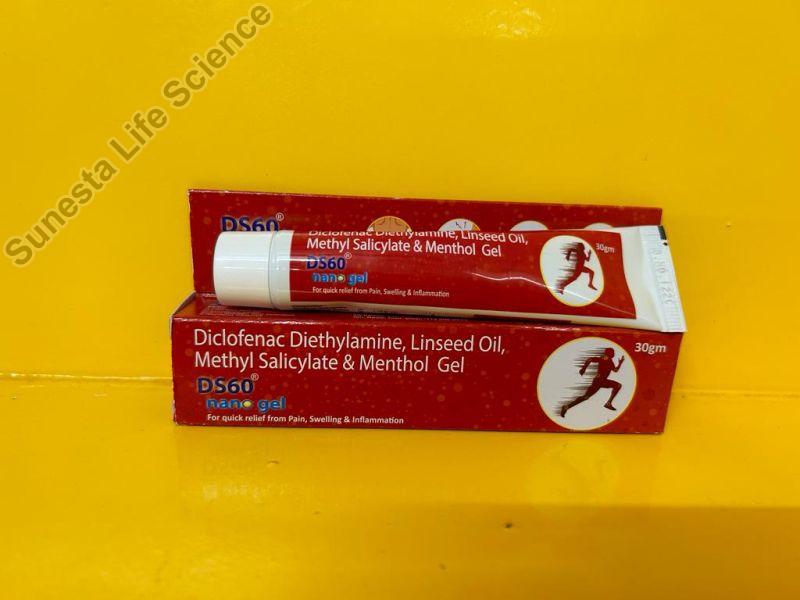 Sunesta Life Science
DS60®
Diclofenac Diethylamine, Linseed Oil,
Methyl Salicylate & Menthol Gel
30gm
DS60®
nano gel
For quick relief from Pain, Swelling & Inflammation
Diclofenac Diethylamine, Linseed Oil,
Methyl Salicylate & Menthol Gel
30gm
DS60®
nano gel
For quick relief from Pain, Swelling & Inflammation